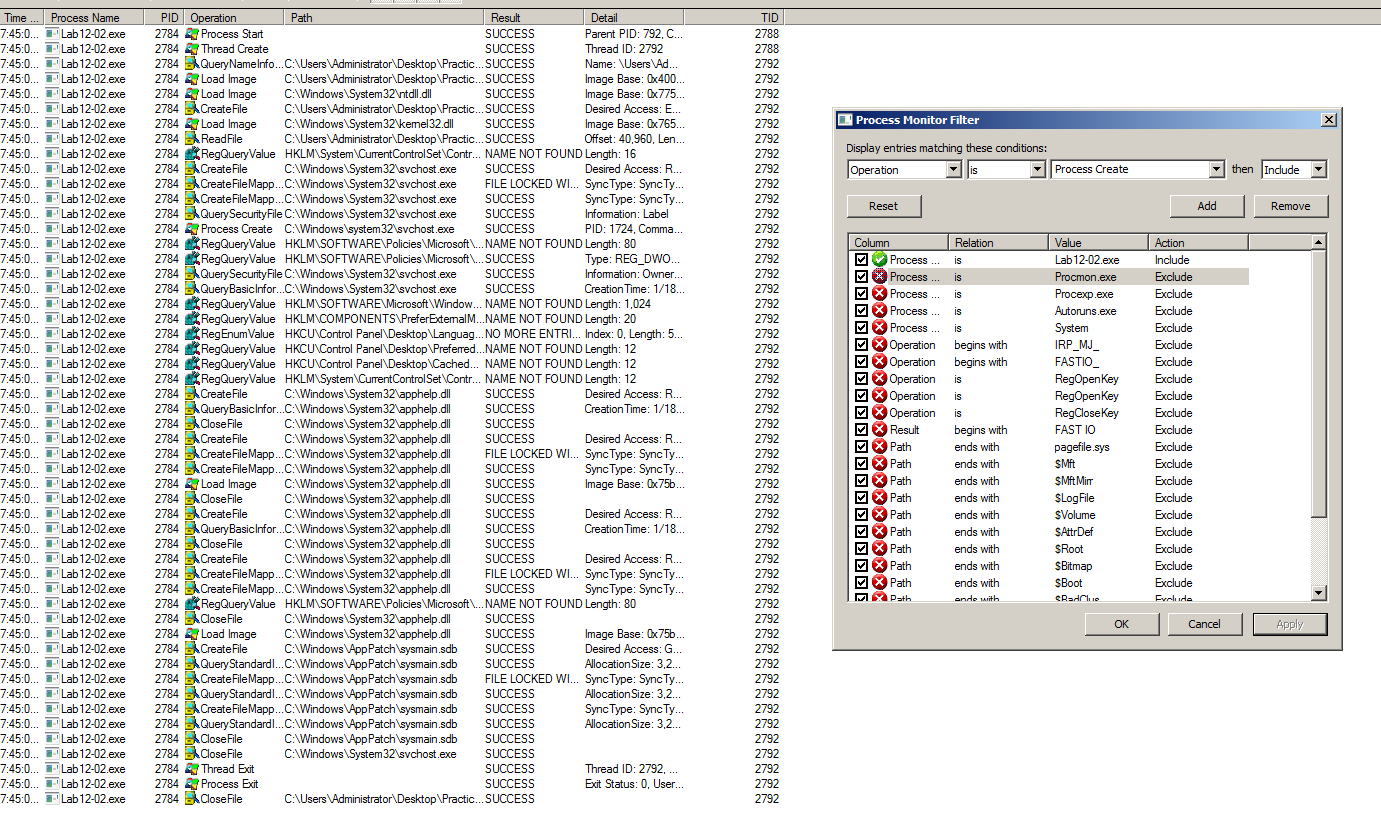 Time ... Process Name PID Operation Path Result Detail TID
7:45:0... Lab12-02.exe 2784 Process Start SUCCESS Parent PID: 792, C... 2788
7:45:0... Lab12-02.exe 2784 Thread Create SUCCESS Thread ID: 2792 2788
7:45:0... Lab12-02.exe 2784 QueryNameInfo... C:\Users\Administrator\Desktop\Practic... SUCCESS Name: \Users\Ad... 2792
7:45:0... Lab12-02.exe 2784 Load Image C:\Users\Administrator\Desktop\Practic... SUCCESS Image Base: 0x400... 2792
7:45:0... Lab12-02.exe 2784 Load Image C:\Windows\System32\ntdll.dll SUCCESS Image Base: 0x775... 2792
7:45:0... Lab12-02.exe 2784 CreateFile C:\Users\Administrator\Desktop\Practic... SUCCESS Desired Access: E... 2792
7:45:0... Lab12-02.exe 2784 Load Image C:\Windows\System32\kernel32.dll SUCCESS Image Base: 0x765... 2792
7:45:0... Lab12-02.exe 2784 ReadFile C:\Users\Administrator\Desktop\Practic... SUCCESS Offset: 40,960, Len... 2792
7:45:0... Lab12-02.exe 2784 RegQueryValue HKLM\System\CurrentControlSet\Contr... NAME NOT FOUND Length: 16 2792
7:45:0... Lab12-02.exe 2784 CreateFile C:\Windows\System32\svchost.exe SUCCESS Desired Access: R... 2792
7:45:0... Lab12-02.exe 2784 CreateFileMapp... C:\Windows\System32\svchost.exe FILE LOCKED WI... SyncType: SyncTy... 2792
7:45:0... Lab12-02.exe 2784 CreateFileMapp... C:\Windows\System32\svchost.exe SUCCESS SyncType: SyncTy... 2792
7:45:0... Lab12-02.exe 2784 QuerySecurityFile C:\Windows\System32\svchost.exe SUCCESS Information: Label 2792
7:45:0... Lab12-02.exe 2784 Process Create C:\Windows\system32\svchost.exe SUCCESS PID: 1724, Comma... 2792
7:45:0... Lab12-02.exe 2784 RegQueryValue HKLM\SOFTWARE\Policies\Microsoft\... NAME NOT FOUND Length: 80 2792
7:45:0... Lab12-02.exe 2784 RegQueryValue HKLM\SOFTWARE\Policies\Microsoft\... SUCCESS Type: REG_DWO... 2792
7:45:0... Lab12-02.exe 2784 QuerySecurityFile C:\Windows\System32\svchost.exe SUCCESS Information: Owner... 2792
7:45:0... Lab12-02.exe 2784 QueryBasicInfor... C:\Windows\System32\svchost.exe SUCCESS CreationTime: 1/18... 2792
7:45:0... Lab12-02.exe 2784 RegQueryValue HKLM\SOFTWARE\Microsoft\Window... NAME NOT FOUND Length: 1,024 2792
7:45:0... Lab12-02.exe 2784 RegQueryValue HKLM\COMPONENTS\PreferExternalM... NAME NOT FOUND Length: 20 2792
7:45:0... Lab12-02.exe 2784 RegEnumValue HKCU\Control Panel\Desktop\Languag... NO MORE ENTRI... Index: 0, Length: 5... 2792
7:45:0... Lab12-02.exe 2784 RegQueryValue HKCU\Control Panel\Desktop\Preferred... NAME NOT FOUND Length: 12 2792
7:45:0... Lab12-02.exe 2784 RegQueryValue HKCU\Control Panel\Desktop\Cached... NAME NOT FOUND Length: 12 2792
7:45:0... Lab12-02.exe 2784 RegQueryValue HKLM\System\CurrentControlSet\Contr... NAME NOT FOUND Length: 12 2792
7:45:0... Lab12-02.exe 2784 CreateFile C:\Windows\System32\apphelp.dll SUCCESS Desired Access: R... 2792
7:45:0... Lab12-02.exe 2784 QueryBasicInfor... C:\Windows\System32\apphelp.dll SUCCESS CreationTime: 1/18... 2792
7:45:0... Lab12-02.exe 2784 CloseFile C:\Windows\System32\apphelp.dll SUCCESS 2792
7:45:0... Lab12-02.exe 2784 CreateFile C:\Windows\System32\apphelp.dll SUCCESS Desired Access: R... 2792
7:45:0... Lab12-02.exe 2784 CreateFileMapp... C:\Windows\System32\apphelp.dll FILE LOCKED WI... SyncType: SyncTy... 2792
7:45:0... Lab12-02.exe 2784 CreateFileMapp... C:\Windows\System32\apphelp.dll SUCCESS SyncType: SyncTy... 2792
7:45:0... Lab12-02.exe 2784 Load Image C:\Windows\System32\apphelp.dll SUCCESS Image Base: 0x75b... 2792
7:45:0... Lab12-02.exe 2784 CloseFile C:\Windows\System32\apphelp.dll SUCCESS 2792
7:45:0... Lab12-02.exe 2784 CreateFile C:\Windows\System32\apphelp.dll SUCCESS Desired Access: R... 2792
7:45:0... Lab12-02.exe 2784 QueryBasicInfor... C:\Windows\System32\apphelp.dll SUCCESS CreationTime: 1/18... 2792
7:45:0... Lab12-02.exe 2784 CloseFile C:\Windows\System32\apphelp.dll SUCCESS 2792
7:45:0... Lab12-02.exe 2784 CreateFile C:\Windows\System32\apphelp.dll SUCCESS Desired Access: R... 2792
7:45:0... Lab12-02.exe 2784 CreateFileMapp... C:\Windows\System32\apphelp.dll FILE LOCKED WI... SyncType: SyncTy... 2792
7:45:0... Lab12-02.exe 2784 CreateFileMapp... C:\Windows\System32\apphelp.dll SUCCESS SyncType: SyncTy... 2792
7:45:0... Lab12-02.exe 2784 RegQueryValue HKLM\SOFTWARE\Policies\Microsoft\... NAME NOT FOUND Length: 80 2792
7:45:0... Lab12-02.exe 2784 CloseFile C:\Windows\System32\apphelp.dll SUCCESS 2792
7:45:0... Lab12-02.exe 2784 Load Image C:\Windows\System32\apphelp.dll SUCCESS Image Base: 0x75b... 2792
7:45:0... Lab12-02.exe 2784 CreateFile C:\Windows\AppPatch\sysmain.sdb SUCCESS Desired Access: G... 2792
7:45:0... Lab12-02.exe 2784 QueryStandardI... C:\Windows\AppPatch\sysmain.sdb SUCCESS AllocationSize: 3,2... 2792
7:45:0... Lab12-02.exe 2784 CreateFileMapp... C:\Windows\AppPatch\sysmain.sdb FILE LOCKED WI... SyncType: SyncTy... 2792
7:45:0... Lab12-02.exe 2784 QueryStandardI... C:\Windows\AppPatch\sysmain.sdb SUCCESS AllocationSize: 3,2... 2792
7:45:0... Lab12-02.exe 2784 CreateFileMapp... C:\Windows\AppPatch\sysmain.sdb SUCCESS SyncType: SyncTy... 2792
7:45:0... Lab12-02.exe 2784 QueryStandardI... C:\Windows\AppPatch\sysmain.sdb SUCCESS AllocationSize: 3,2... 2792
7:45:0... Lab12-02.exe 2784 CloseFile C:\Windows\AppPatch\sysmain.sdb SUCCESS 2792
7:45:0... Lab12-02.exe 2784 CloseFile C:\Windows\System32\svchost.exe SUCCESS 2792
7:45:0... Lab12-02.exe 2784 Thread Exit SUCCESS Thread ID: 2792, ... 2792
7:45:0... Lab12-02.exe 2784 Process Exit SUCCESS Exit Status: 0, User... 2792
7:45:0... Lab12-02.exe 2784 CloseFile C:\Users\Administrator\Desktop\Practic... SUCCESS 2792
Process Monitor Filter
Display entries matching these conditions:
Operation is Process Create then Include
Reset Add Remove
Column Relation Value Action
Process ... is Lab12-02.exe Include
Process ... is Procmon.exe Exclude
Process ... is Procexp.exe Exclude
Process ... is Autoruns.exe Exclude
Process ... is System Exclude
Operation begins with IRP_MJ_ Exclude
Operation begins with FASTIO_ Exclude
Operation is RegOpenKey Exclude
Operation is RegOpenKey Exclude
Operation is RegCloseKey Exclude
Result begins with FAST IO Exclude
Path ends with pagefile.sys Exclude
Path ends with $Mft Exclude
Path ends with $MftMirr Exclude
Path ends with $LogFile Exclude
Path ends with $Volume Exclude
Path ends with $AttrDef Exclude
Path ends with $Root Exclude
Path ends with $Bitmap Exclude
Path ends with $Boot Exclude
Path ends with $BadClus Exclude
OK Cancel Apply